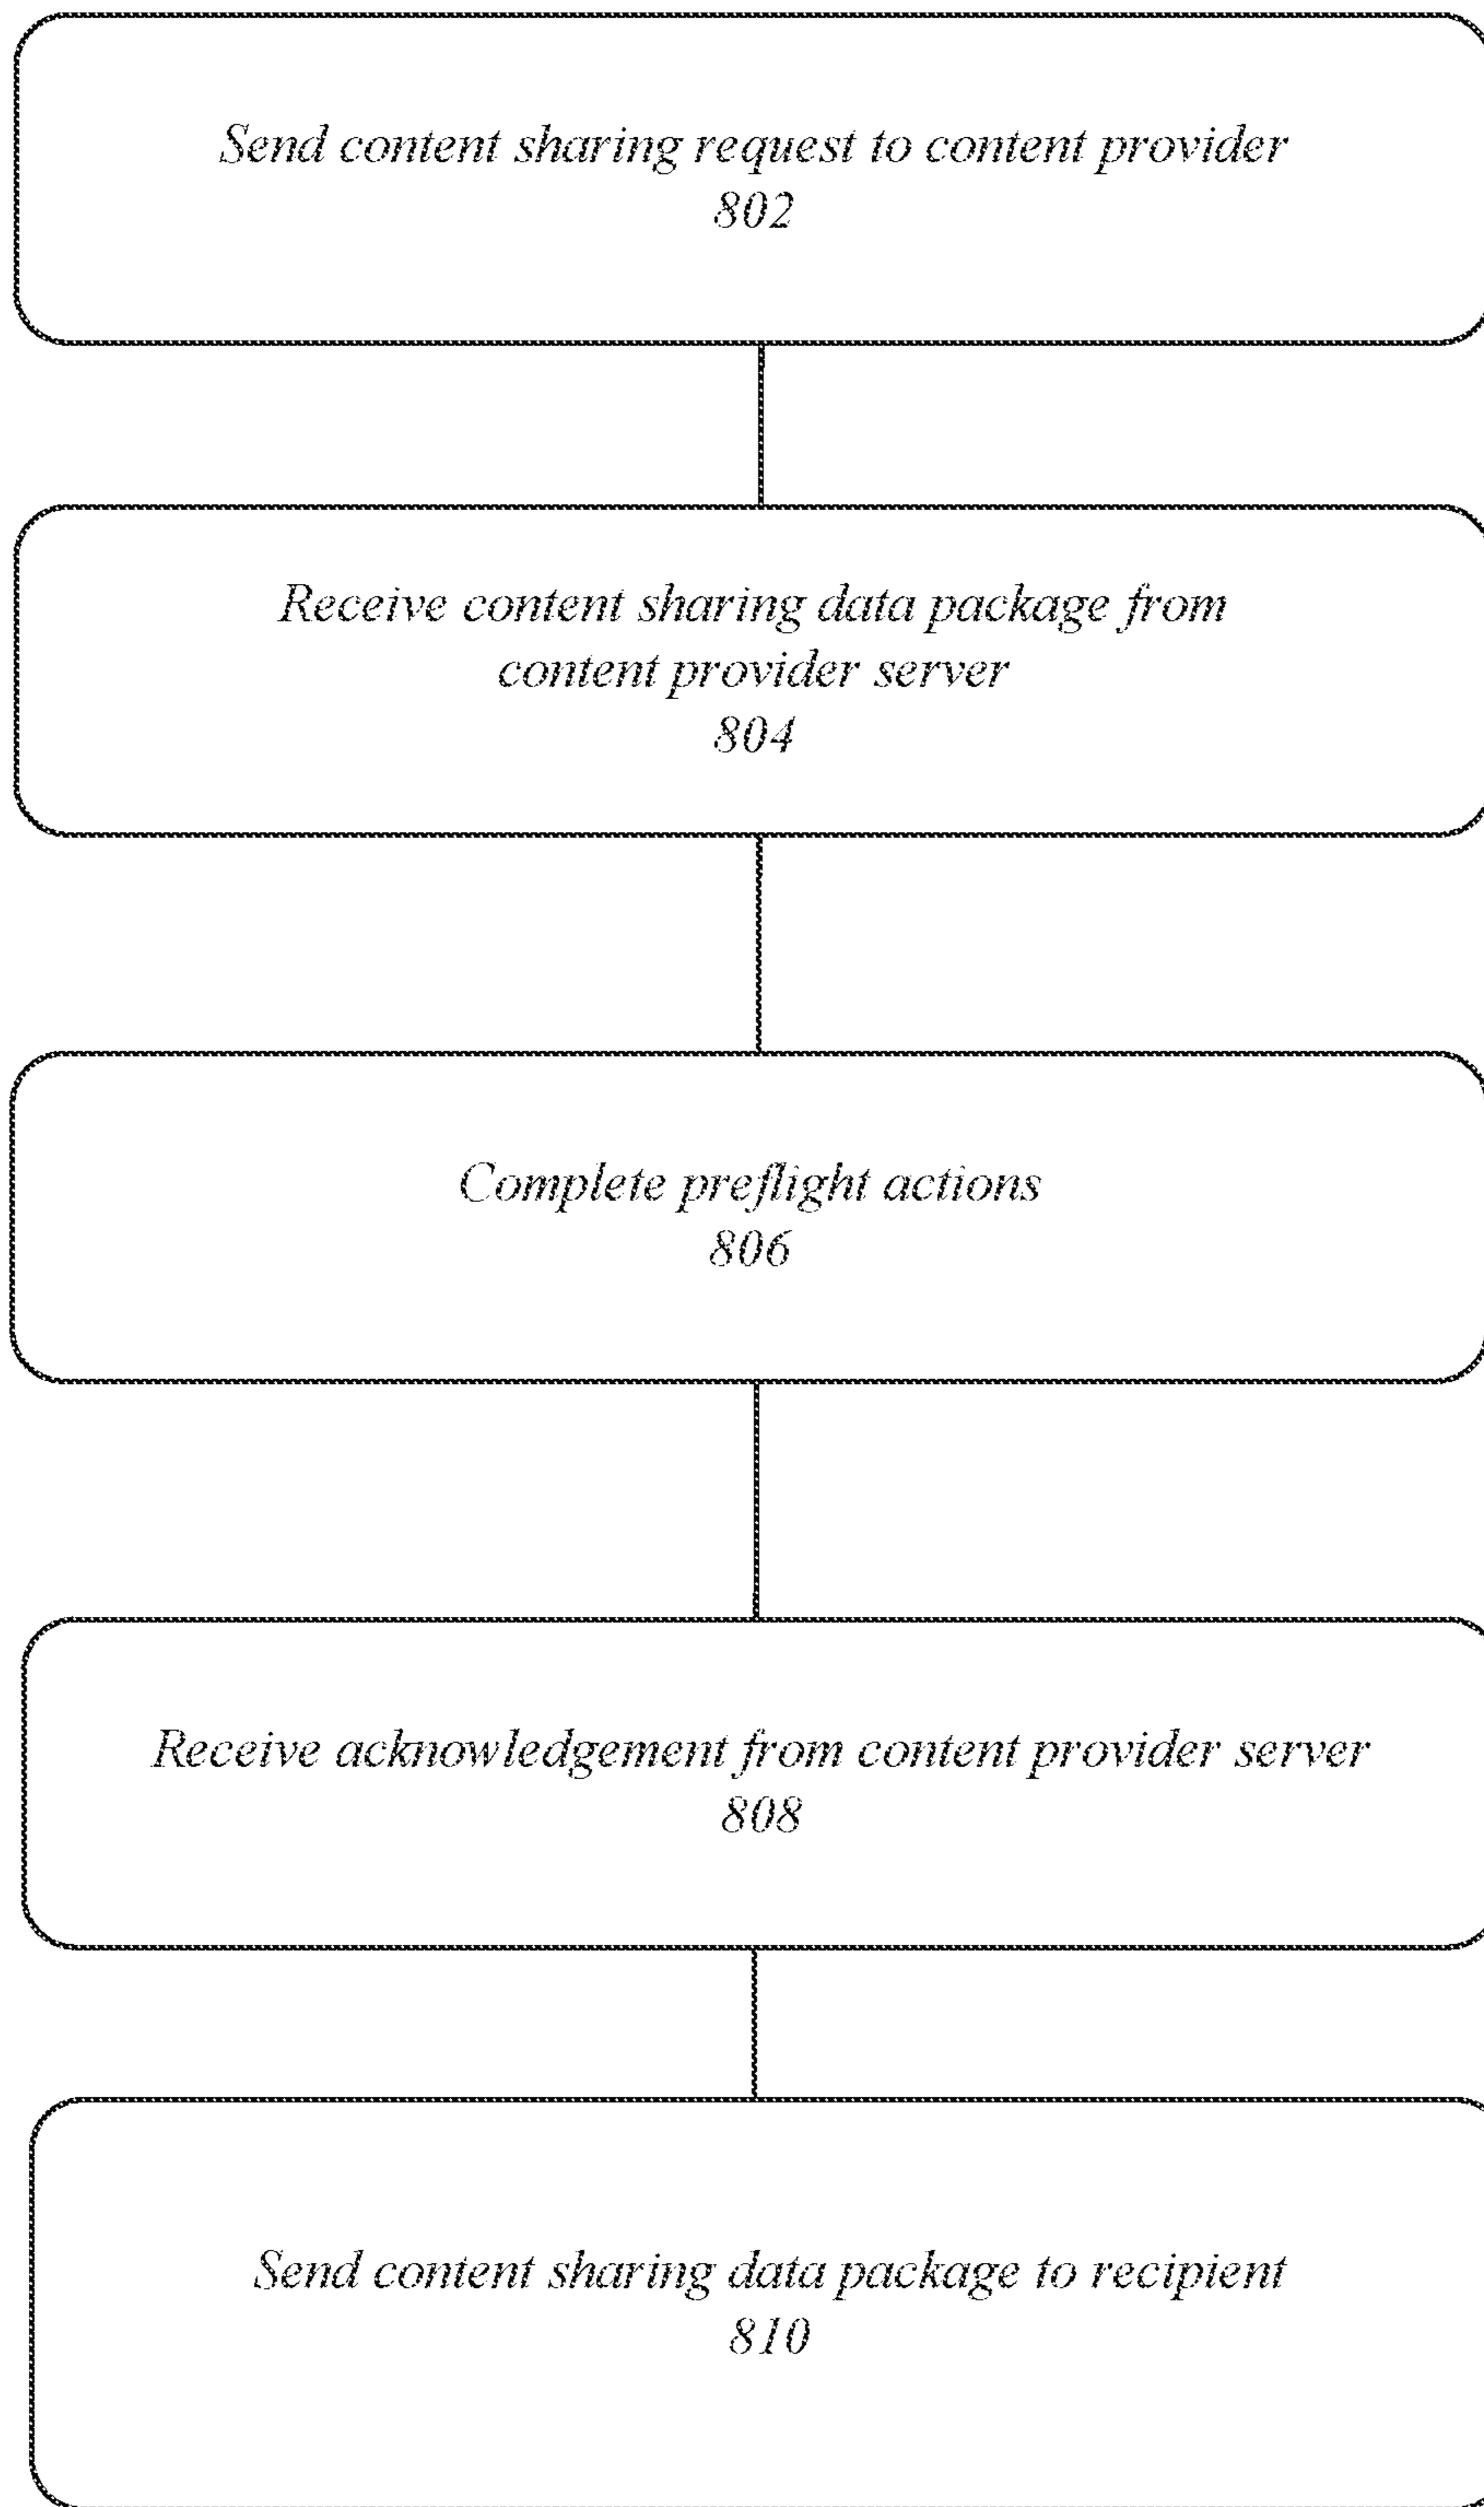 Send content sharing request to content provider
802
Receive content sharing data package from
content provider server
804
Complete preflight actions
806
Receive acknowledgement from content provider server
808
Send content sharing data package to recipient
810